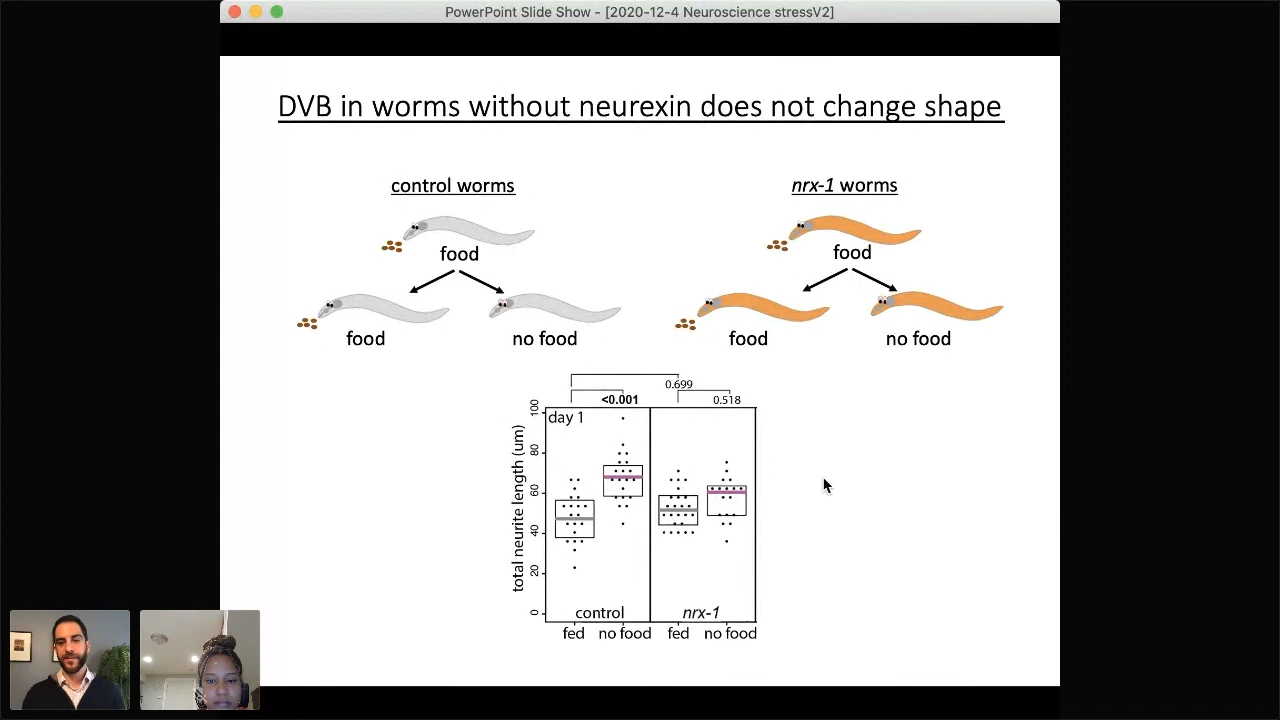 PowerPoint Slide Show - [2020-12-4 Neuroscience stressV2]
DVB in worms without neurexin does not change shape
control worms
nrx-1 worms
food
food
food
no food
food
no food
0.699
<0.001
0.518
day 1
total neurite length (um)
100
80
60
40
20
0
control
nrx-1
fed
no food
fed
no food